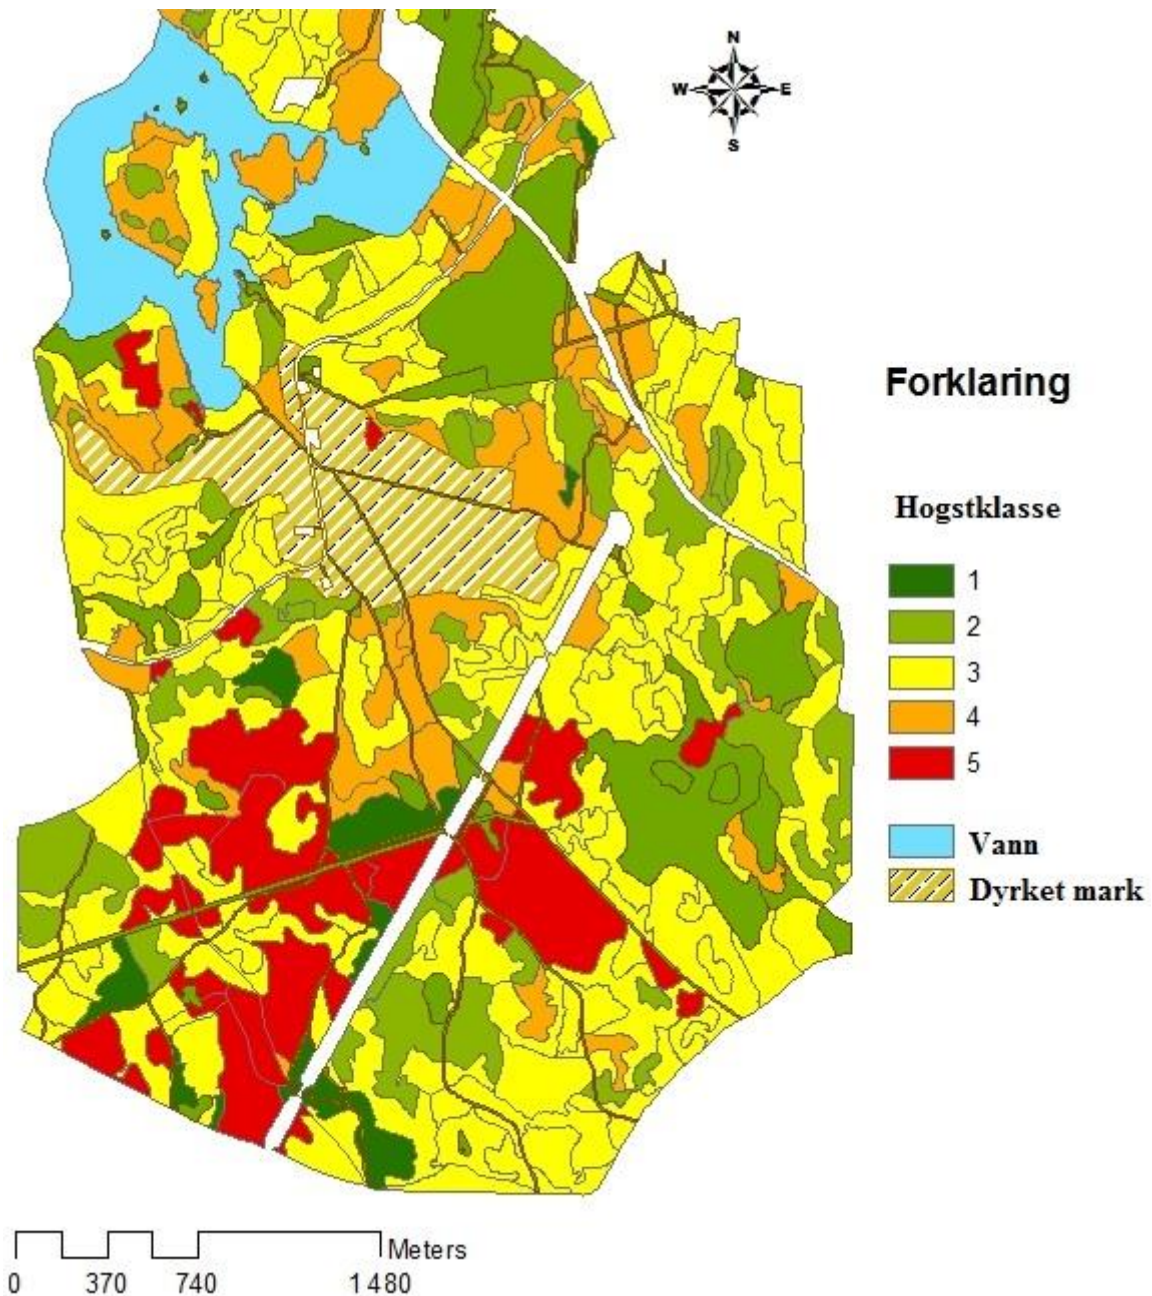 N
W E
S
Forklaring
Hogstklasse
1
2
3
4
5
Vann
Dyrket mark
Meters
0 370 740 1 480